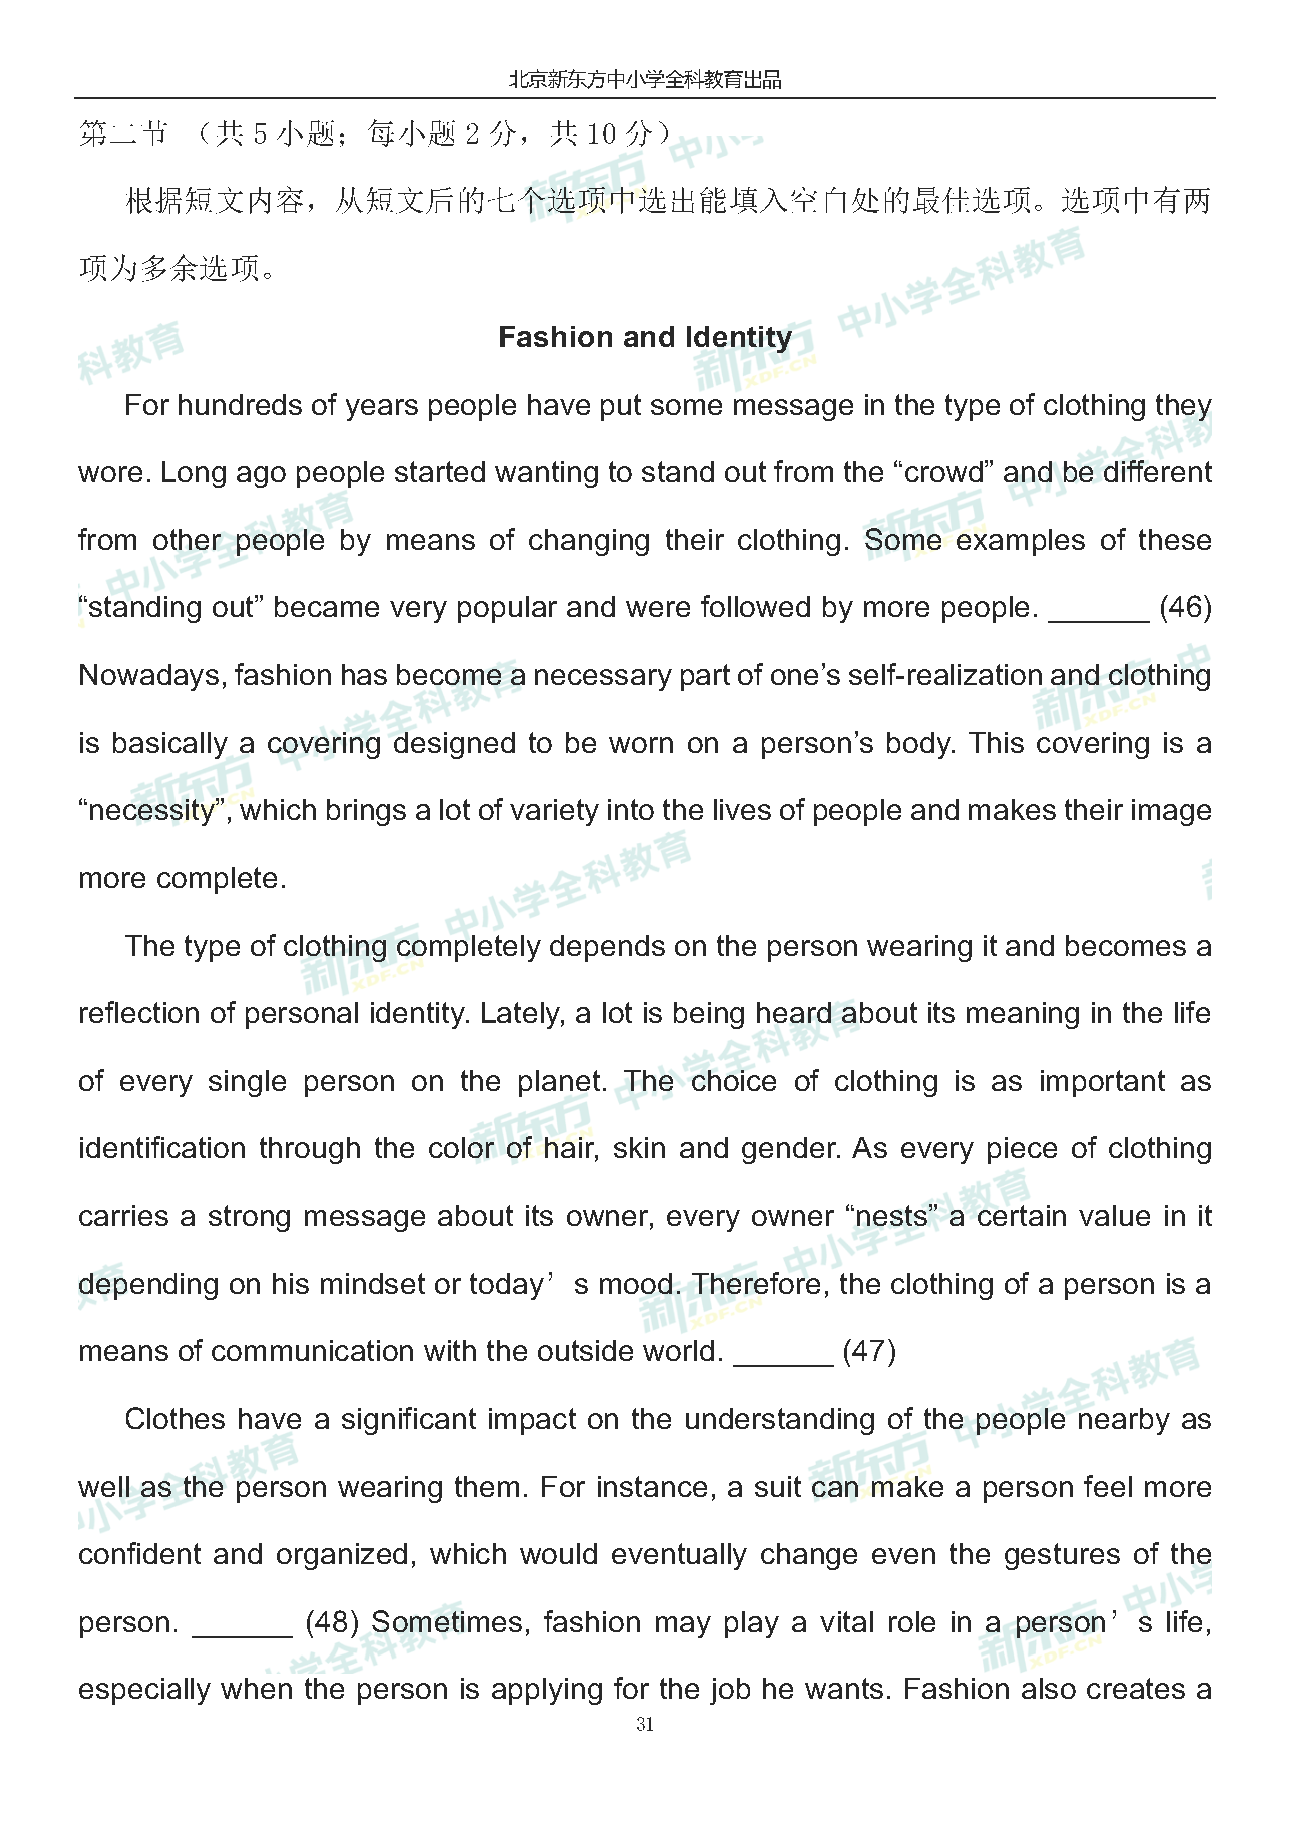 北京新东方中小学全科教育出品
第二节 （共 5 小题；每小题 2 分，共 10 分）
根据短文内容，从短文后的七个选项中选出能填入空白处的最佳选项。选项中有两
项为多余选项。
Fashion and Identity
For hundreds of years people have put some message in the type of clothing they
wore. Long ago people started wanting to stand out from the “crowd” and be different
from other people by means of changing their clothing. Some examples of these
“standing out” became very popular and were followed by more people. ______ (46)
Nowadays, fashion has become a necessary part of one’s self-realization and clothing
is basically a covering designed to be worn on a person’s body. This covering is a
“necessity”, which brings a lot of variety into the lives of people and makes their image
more complete.
The type of clothing completely depends on the person wearing it and becomes a
reflection of personal identity. Lately, a lot is being heard about its meaning in the life
of every single person on the planet. The choice of clothing is as important as
identification through the color of hair, skin and gender. As every piece of clothing
carries a strong message about its owner, every owner “nests” a certain value in it
depending on his mindset or today’s mood. Therefore, the clothing of a person is a
means of communication with the outside world. ______ (47)
Clothes have a significant impact on the understanding of the people nearby as
well as the person wearing them. For instance, a suit can make a person feel more
confident and organized, which would eventually change even the gestures of the
person. ______ (48) Sometimes, fashion may play a vital role in a person’s life,
especially when the person is applying for the job he wants. Fashion also creates a
31